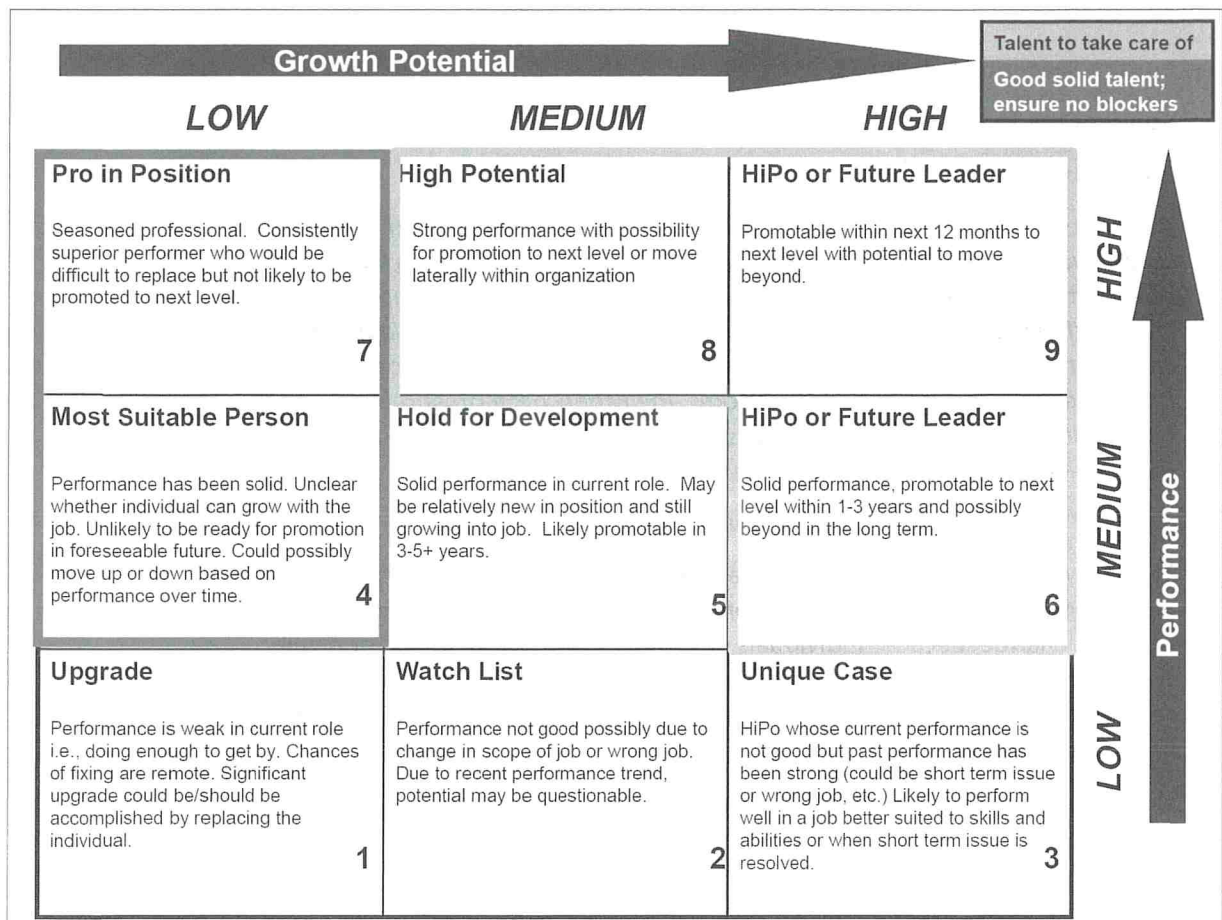 Growth Potential
Talent to take care of
Good solid talent;
ensure no blockers
LOW
MEDIUM
HIGH
Pro in Position
Seasoned professional. Consistently
superior performer who would be
difficult to replace but not likely to be
promoted to next level.
7
High Potential
Strong performance with possibility
for promotion to next level or move
laterally within organization
8
HiPo or Future Leader
Promotable within next 12 months to
next level with potential to move
beyond.
9
HIGH
Most Suitable Person
Performance has been solid. Unclear
whether individual can grow with the
job. Unlikely to be ready for promotion
in foreseeable future. Could possibly
move up or down based on
performance over time.
4
Hold for Development
Solid performance in current role. May
be relatively new in position and still
growing into job. Likely promotable in
3-5+ years.
5
HiPo or Future Leader
Solid performance, promotable to next
level within 1-3 years and possibly
beyond in the long term.
6
MEDIUM
Performance
Upgrade
Performance is weak in current role
i.e., doing enough to get by. Chances
of fixing are remote. Significant
upgrade could be/should be
accomplished by replacing the
individual.
1
Watch List
Performance not good possibly due to
change in scope of job or wrong job.
Due to recent performance trend,
potential may be questionable.
2
Unique Case
HiPo whose current performance is
not good but past performance has
been strong (could be short term issue
or wrong job, etc.) Likely to perform
well in a job better suited to skills and
abilities or when short term issue is
resolved.
3
LOW